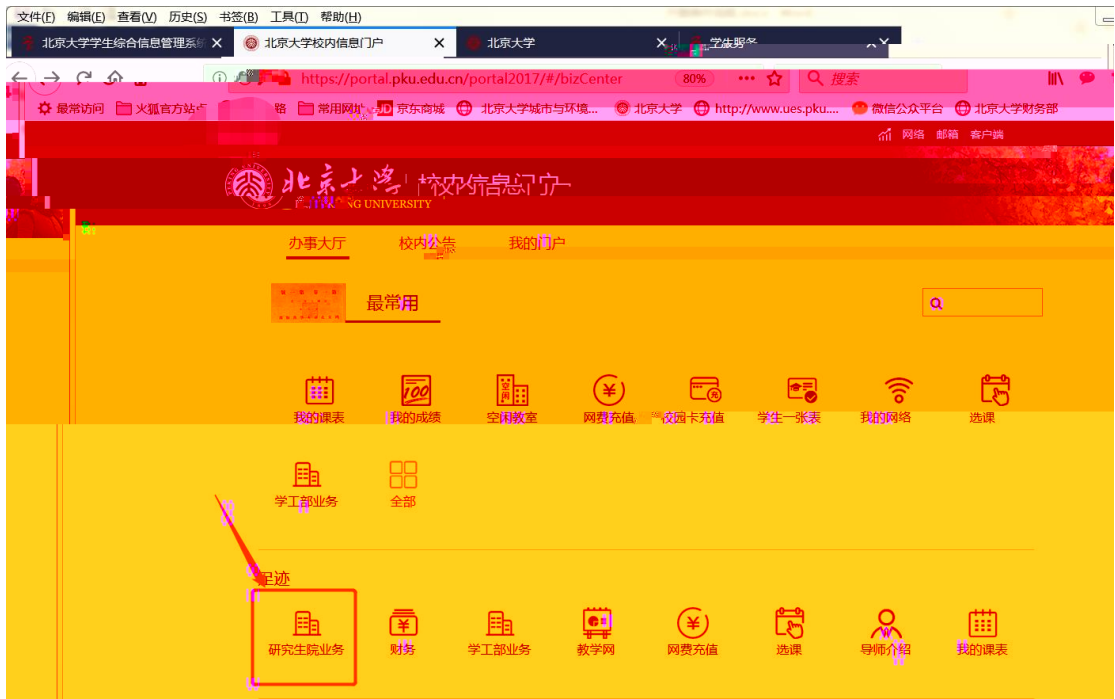 文件(F) 编辑(E) 查看(V) 历史(S) 书签(B) 工具(T) 帮助(H)
北京大学学生综合信息管理系统 北京大学校内信息门户 北京大学
https://portal.pku.edu.cn/portal2017/#/bizCenter 80% 搜索
最常访问 火狐官方站点 常用网址 京东商城 北京大学城市与环境... 北京大学 http://www.ues.pku.... 微信公众平台 北京大学财务部
网络 邮箱 客户端
北京大学 校内信息门户
UNIVERSITY
办事大厅 校内公告 我的门户
最常用
我的课表 我的成绩 空闲教室 网费充值 校园卡充值 学生一张表 我的网络 选课
学工部业务 全部
足迹
研究生院业务 财务 学工部业务 教学网 网费充值 选课 导师介绍 我的课表